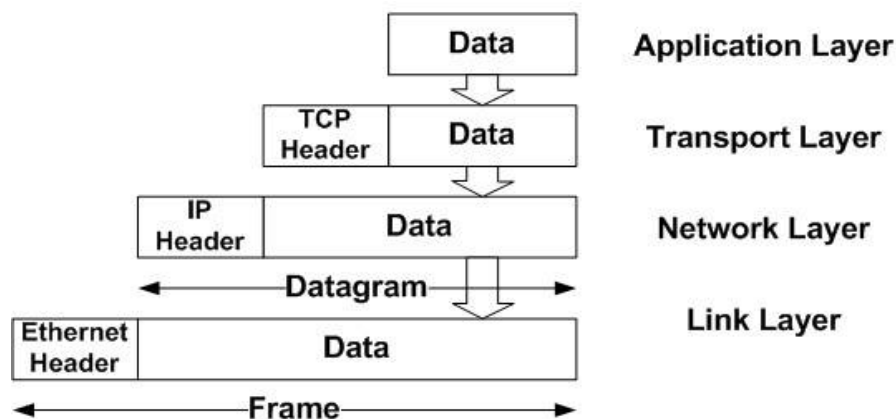 Data Application Layer
TCP
Header Data Transport Layer
IP
Header Data Network Layer
Datagram
Link Layer
Ethernet
Header Data
Frame